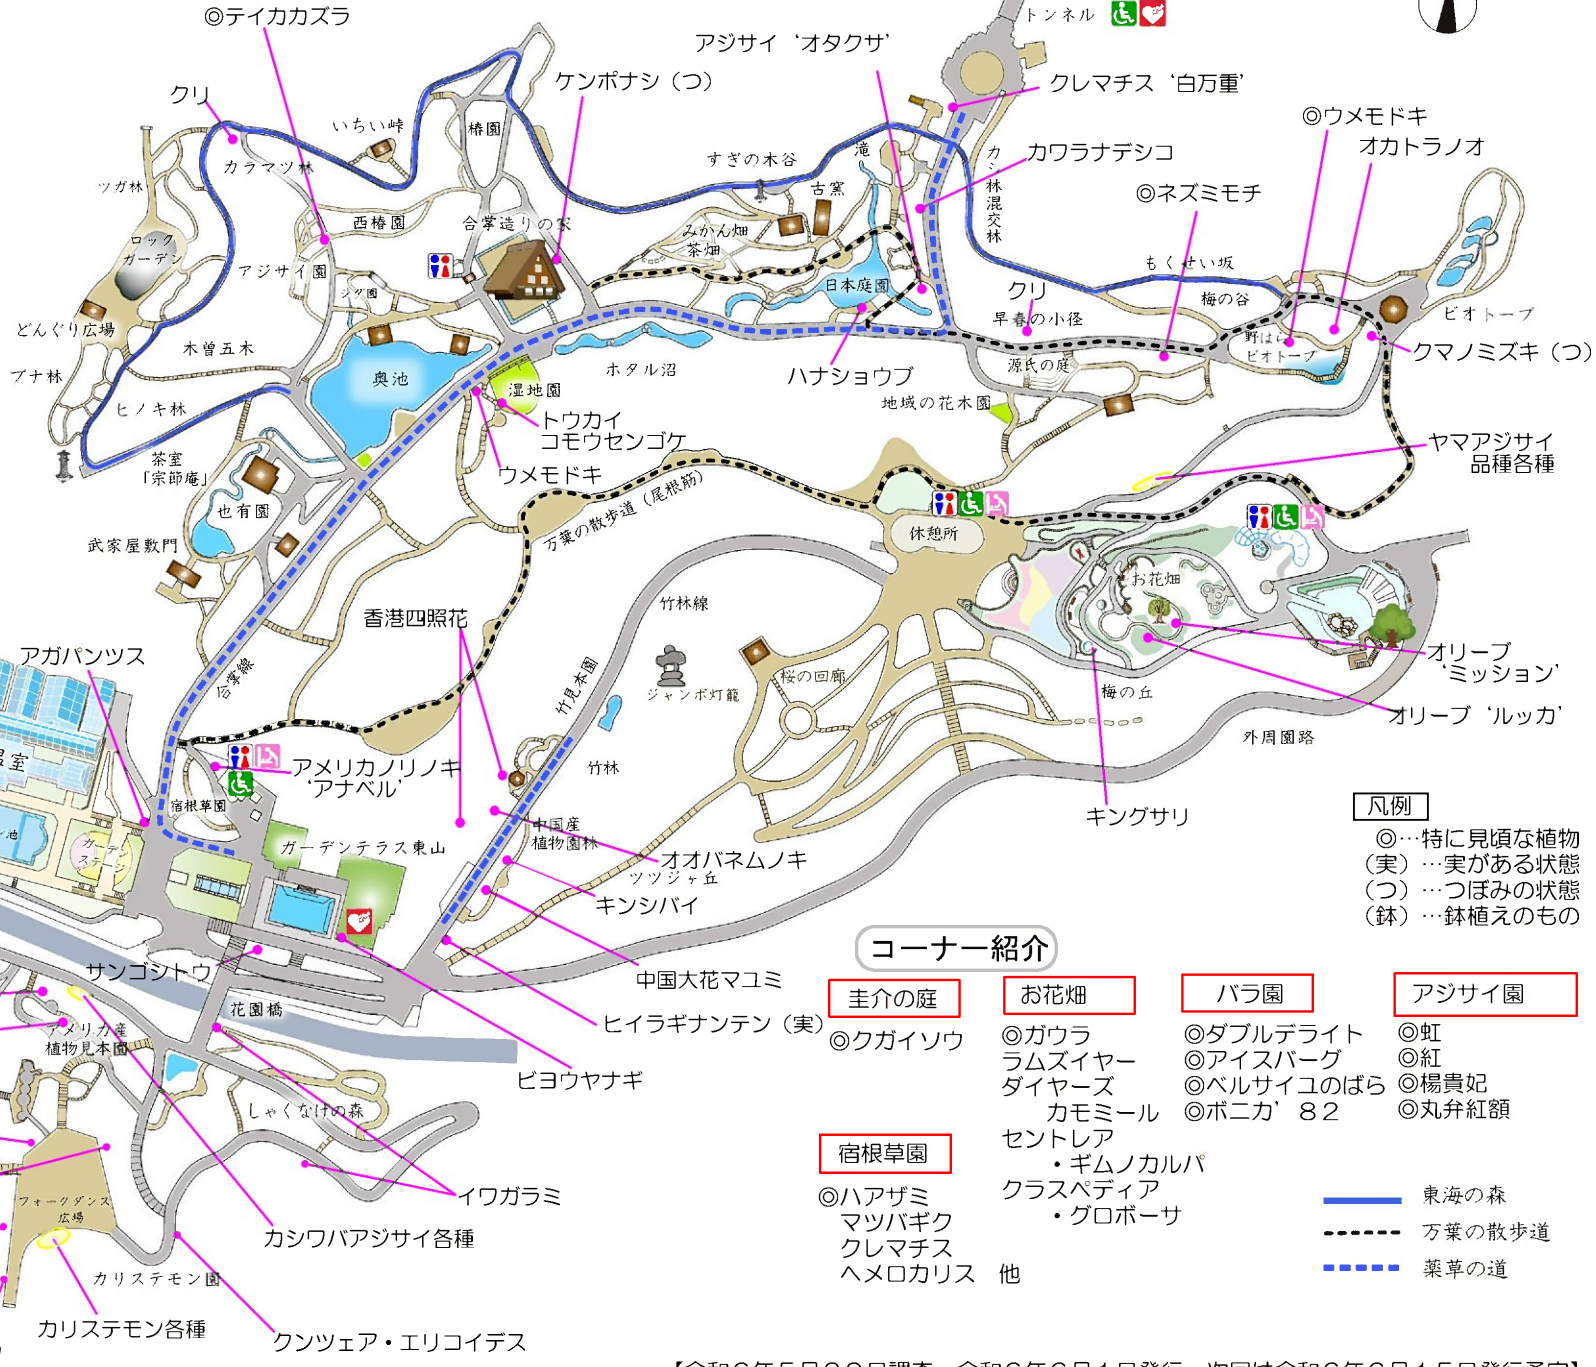 ◎テイカカズラ
トンネル
アジサイ 'オタクサ'
ケンポナシ（つ）
クレマチス '白万重'
クリ
◎ウメモドキ
いちい峠
椿園
オカトラノオ
カワラナデシコ
カラマツ林
すぎの木谷
滝
カシ林混交林
ツガ林
古窯
◎ネズミモチ
西椿園
合掌造りの家
みかん畑
茶畑
ロック
ガーデン
アジサイ園
もくせい坂
シダ園
日本庭園
クリ
梅の谷
早春の小径
ビオトープ
どんぐり広場
木曽五木
ホタル沼
野はら
ビオトープ
クマノミズキ（つ）
源氏の庭
ブナ林
奥池
湿地園
ハナショウブ
ヒノキ林
地域の花木園
トウカイ
コモウセンゴケ
ヤマアジサイ
品種各種
茶室
「宗節庵」
ウメモドキ
万葉の散歩道（尾根筋）
也有園
休憩所
武家屋敷門
お花畑
竹林線
香港四照花
アガパンツス
合掌線
竹見本園
ジャンボ灯籠
桜の回廊
梅の丘
オリーブ
'ミッション'
オリーブ 'ルッカ'
外周園路
温室
アメリカノリノキ
'アナベル'
竹林
宿根草園
キングサリ
凡例
◎…特に見頃な植物
（実）…実がある状態
（つ）…つぼみの状態
（鉢）…鉢植えのもの
中国産
植物園林
池
ガーデン
ステージ
ガーデンテラス東山
オオバネムノキ
ツツジヶ丘
キンシバイ
サンゴシトウ
中国大花マユミ
花園橋
ヒイラギナンテン（実）
アメリカ産
植物見本園
ビヨウヤナギ
しゃくなげの森
イワガラミ
フォークダンス
広場
カシワバアジサイ各種
カリステモン園
カリステモン各種
クンツェア・エリコイデス
コーナー紹介
圭介の庭
◎クガイソウ
お花畑
◎ガウラ
ラムズイヤー
ダイヤーズ
カモミール
セントレア
・ギムノカルパ
クラスペディア
・グロボーサ
バラ園
◎ダブルデライト
◎アイスバーグ
◎ベルサイユのばら
◎ボニカ'８２
アジサイ園
◎虹
◎紅
◎楊貴妃
◎丸弁紅額
宿根草園
◎ハアザミ
マツバギク
クレマチス
ヘメロカリス 他
東海の森
万葉の散歩道
薬草の道